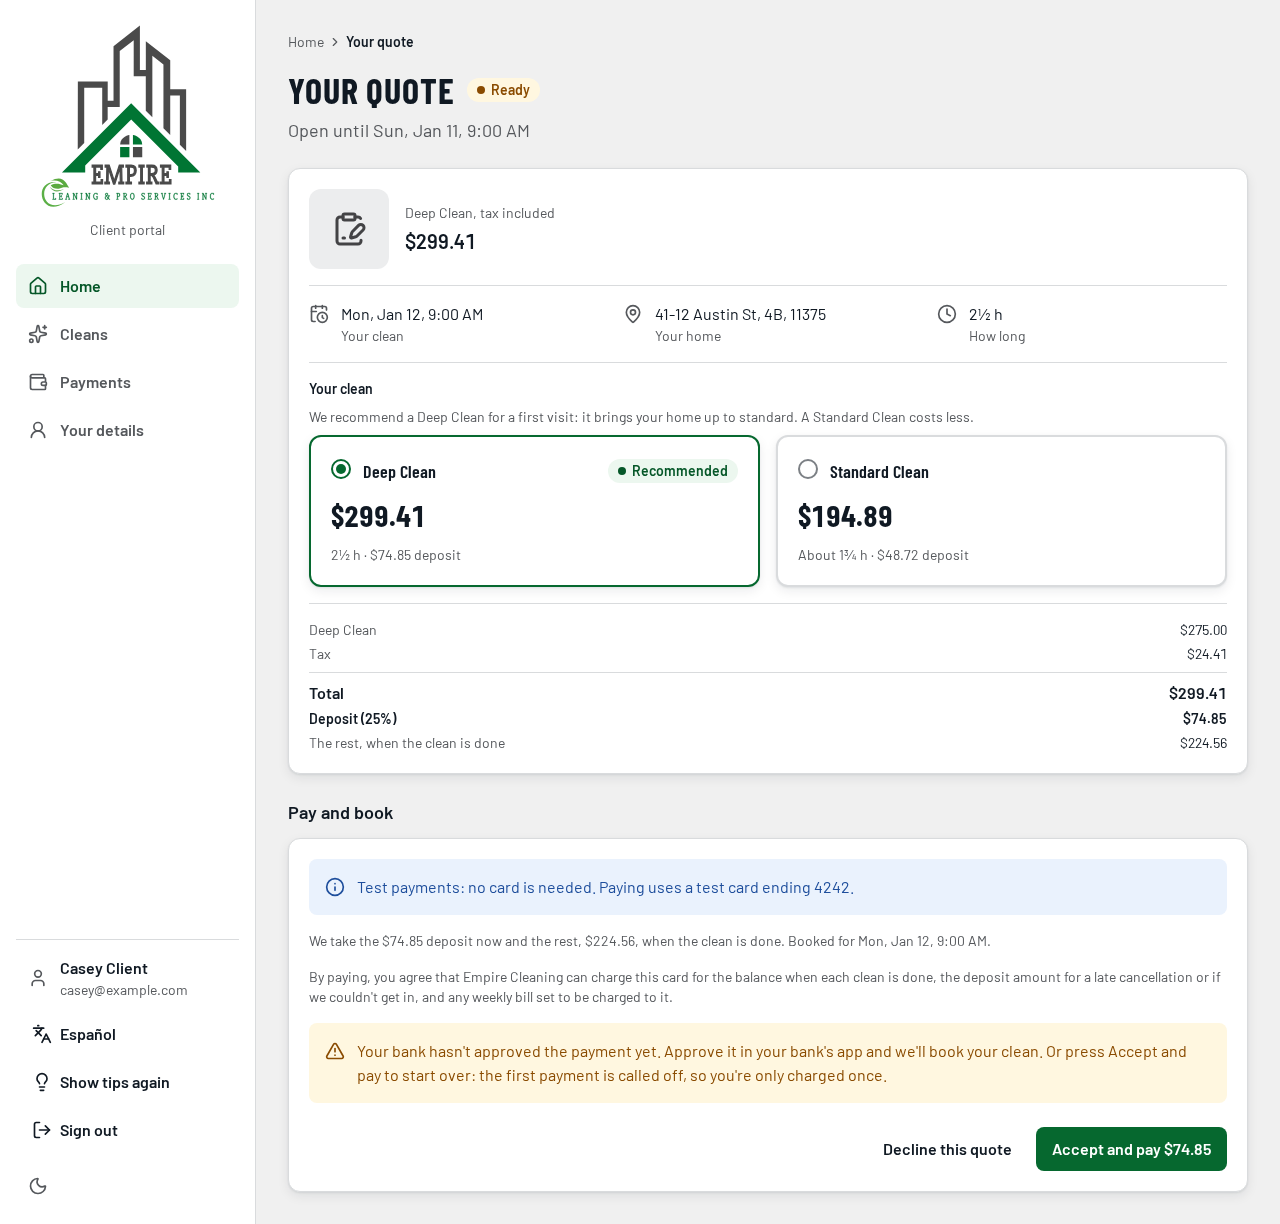 EMPIRE
CLEANING & PRO SERVICES INC
Client portal
Home
Cleans
Payments
Your details
Casey Client
casey@example.com
Español
Show tips again
Sign out
Home > Your quote
YOUR QUOTE
Ready
Open until Sun, Jan 11, 9:00 AM
Deep Clean, tax included
$299.41
Mon, Jan 12, 9:00 AM
Your clean
41-12 Austin St, 4B, 11375
Your home
2½ h
How long
Your clean
We recommend a Deep Clean for a first visit: it brings your home up to standard. A Standard Clean costs less.
Deep Clean
Recommended
$299.41
2½ h · $74.85 deposit
Standard Clean
$194.89
About 1¾ h · $48.72 deposit
Deep Clean $275.00
Tax $24.41
Total $299.41
Deposit (25%) $74.85
The rest, when the clean is done $224.56
Pay and book
Test payments: no card is needed. Paying uses a test card ending 4242.
We take the $74.85 deposit now and the rest, $224.56, when the clean is done. Booked for Mon, Jan 12, 9:00 AM.
By paying, you agree that Empire Cleaning can charge this card for the balance when each clean is done, the deposit amount for a late cancellation or if
we couldn't get in, and any weekly bill set to be charged to it.
Your bank hasn't approved the payment yet. Approve it in your bank's app and we'll book your clean. Or press Accept and
pay to start over: the first payment is called off, so you're only charged once.
Decline this quote
Accept and pay $74.85